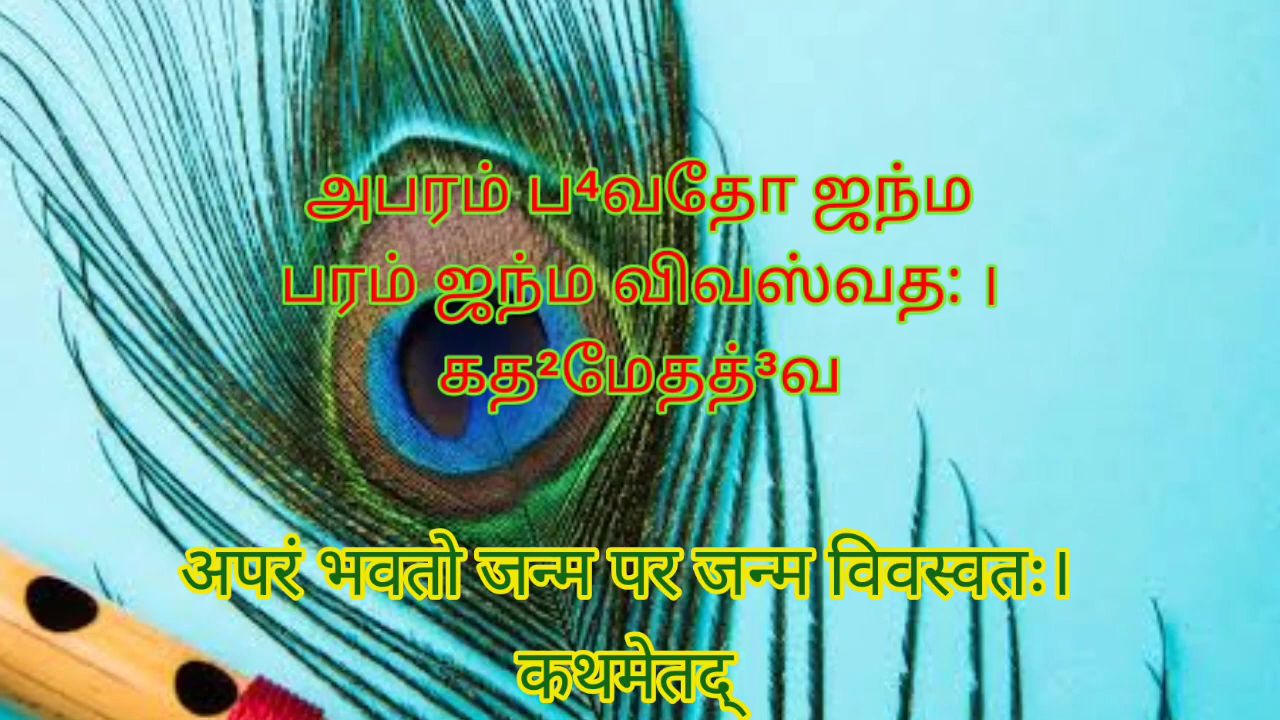 அபரம் ப⁴வதோ ஜந்ம
பரம் ஜந்ம விவஸ்வத: ।
கத²மேதத்³வ
अपरं भवतो जन्म पर जन्म विवस्वतः।
कथमेतद्